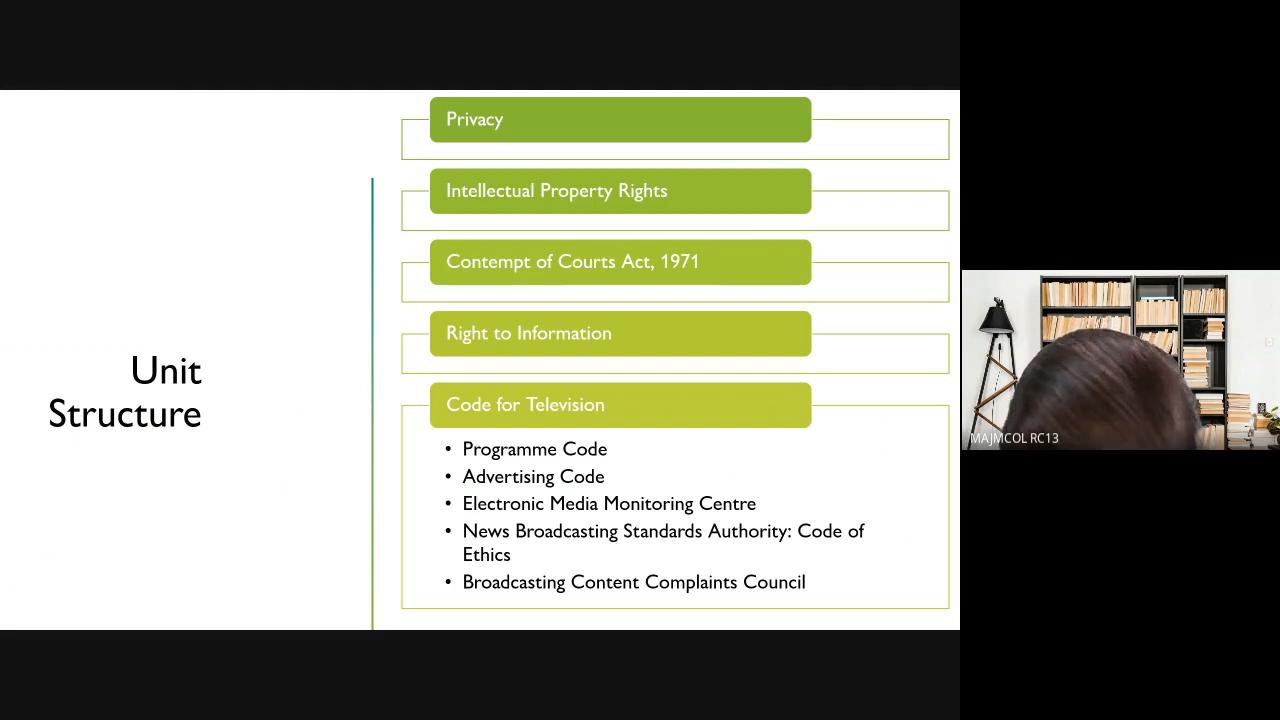 Unit
Structure
Privacy
Intellectual Property Rights
Contempt of Courts Act, 1971
Right to Information
Code for Television
• Programme Code
• Advertising Code
• Electronic Media Monitoring Centre
• News Broadcasting Standards Authority: Code of
Ethics
• Broadcasting Content Complaints Council
MAJMCOL RC13